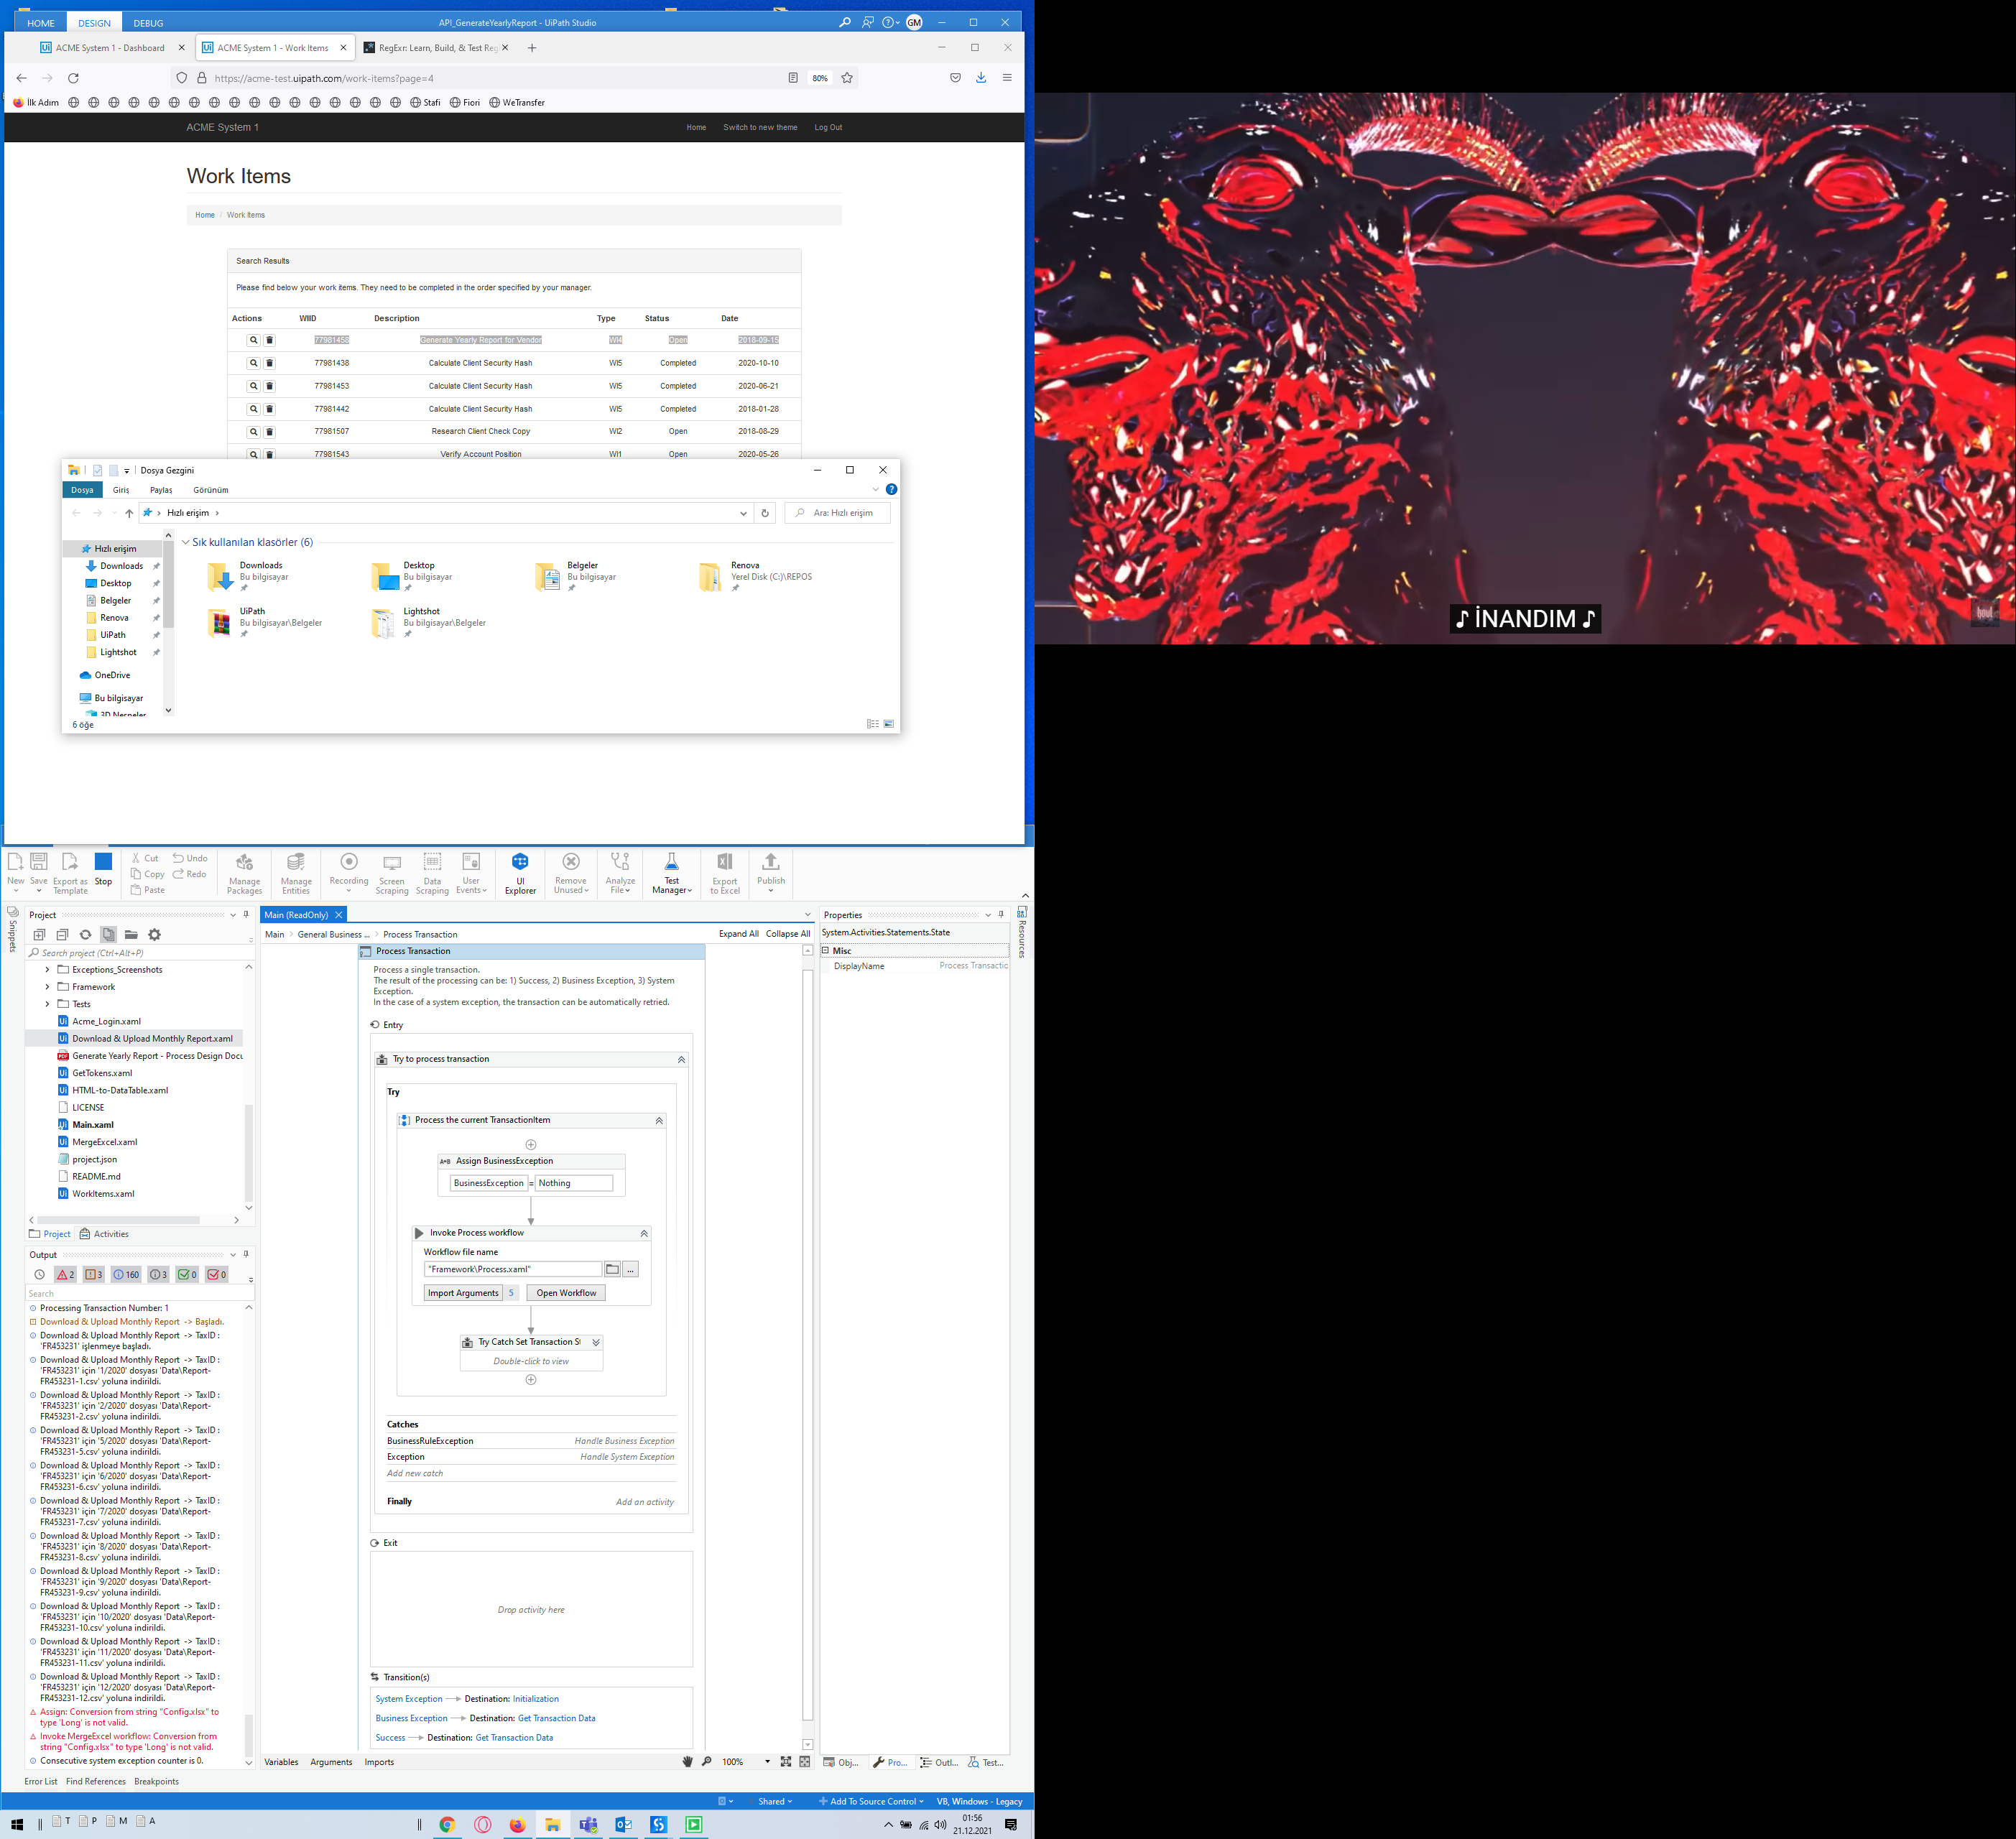 HOME DESIGN DEBUG API_GenerateYearlyReport - UiPath Studio GM
ACME System 1 - Dashboard ACME System 1 - Work Items RegExr: Learn, Build, & Test Reg
https://acme-test.uipath.com/work-items?page=4 80%
İlk Adım Stafi Fiori WeTransfer
ACME System 1 Home Switch to new theme Log Out
Work Items
Home / Work Items
Search Results
Please find below your work items. They need to be completed in the order specified by your manager.
Actions WIID Description Type Status Date
77981458 Generate Yearly Report for Vendor WI4 Open 2018-09-15
77981438 Calculate Client Security Hash WI5 Completed 2020-10-10
77981453 Calculate Client Security Hash WI5 Completed 2020-06-21
77981442 Calculate Client Security Hash WI5 Completed 2018-01-28
77981507 Research Client Check Copy WI2 Open 2018-08-29
77981543 Verify Account Position WI1 Open 2020-05-26
Dosya Gezgini
Dosya Giriş Paylaş Görünüm
Hızlı erişim Ara: Hızlı erişim
Hızlı erişim
Downloads
Desktop
Belgeler
Renova
UiPath
Lightshot
OneDrive
Bu bilgisayar
3D Nesneler
Sık kullanılan klasörler (6)
Downloads
Bu bilgisayar
Desktop
Bu bilgisayar
Belgeler
Bu bilgisayar
Renova
Yerel Disk (C:)\REPOS
UiPath
Bu bilgisayar\Belgeler
Lightshot
Bu bilgisayar\Belgeler
6 öğe
♪ İNANDIM ♪
New Save Export as Template Stop Cut Copy Paste Undo Redo Manage Packages Manage Entities Recording Screen Scraping Data Scraping User Events UI Explorer Remove Unused Analyze File Test Manager Export to Excel Publish
Snippets
Project
Search project (Ctrl+Alt+P)
Exceptions_Screenshots
Framework
Tests
Acme_Login.xaml
Download & Upload Monthly Report.xaml
Generate Yearly Report - Process Design Docu
GetTokens.xaml
HTML-to-DataTable.xaml
LICENSE
Main.xaml
MergeExcel.xaml
project.json
README.md
WorkItems.xaml
Project Activities
Output
2 3 160 3 0 0
Search
Processing Transaction Number: 1
Download & Upload Monthly Report -> Başladı.
Download & Upload Monthly Report -> TaxID :
'FR453231' işlenmeye başladı.
Download & Upload Monthly Report -> TaxID :
'FR453231' için '1/2020' dosyası 'Data\Report-
FR453231-1.csv' yoluna indirildi.
Download & Upload Monthly Report -> TaxID :
'FR453231' için '2/2020' dosyası 'Data\Report-
FR453231-2.csv' yoluna indirildi.
Download & Upload Monthly Report -> TaxID :
'FR453231' için '5/2020' dosyası 'Data\Report-
FR453231-5.csv' yoluna indirildi.
Download & Upload Monthly Report -> TaxID :
'FR453231' için '6/2020' dosyası 'Data\Report-
FR453231-6.csv' yoluna indirildi.
Download & Upload Monthly Report -> TaxID :
'FR453231' için '7/2020' dosyası 'Data\Report-
FR453231-7.csv' yoluna indirildi.
Download & Upload Monthly Report -> TaxID :
'FR453231' için '8/2020' dosyası 'Data\Report-
FR453231-8.csv' yoluna indirildi.
Download & Upload Monthly Report -> TaxID :
'FR453231' için '9/2020' dosyası 'Data\Report-
FR453231-9.csv' yoluna indirildi.
Download & Upload Monthly Report -> TaxID :
'FR453231' için '10/2020' dosyası 'Data\Report-
FR453231-10.csv' yoluna indirildi.
Download & Upload Monthly Report -> TaxID :
'FR453231' için '11/2020' dosyası 'Data\Report-
FR453231-11.csv' yoluna indirildi.
Download & Upload Monthly Report -> TaxID :
'FR453231' için '12/2020' dosyası 'Data\Report-
FR453231-12.csv' yoluna indirildi.
Assign: Conversion from string "Config.xlsx" to
type 'Long' is not valid.
Invoke MergeExcel workflow: Conversion from
string "Config.xlsx" to type 'Long' is not valid.
Consecutive system exception counter is 0.
Error List Find References Breakpoints
Main (ReadOnly)
Main General Business ... Process Transaction Expand All Collapse All
Process Transaction
Process a single transaction.
The result of the processing can be: 1) Success, 2) Business Exception, 3) System
Exception.
In the case of a system exception, the transaction can be automatically retried.
Entry
Try to process transaction
Try
Process the current TransactionItem
A+B Assign BusinessException
BusinessException = Nothing
Invoke Process workflow
Workflow file name
"Framework\Process.xaml" ...
Import Arguments 5 Open Workflow
Try Catch Set Transaction St
Double-click to view
Catches
BusinessRuleException Handle Business Exception
Exception Handle System Exception
Add new catch
Finally Add an activity
Exit
Drop activity here
Transition(s)
System Exception Destination: Initialization
Business Exception Destination: Get Transaction Data
Success Destination: Get Transaction Data
Variables Arguments Imports 100%
Properties
System.Activities.Statements.State
Misc
DisplayName Process Transactio
Resources
Obj... Pro... Outl... Test...
Shared Add To Source Control VB, Windows - Legacy
T P M A
01:56
21.12.2021